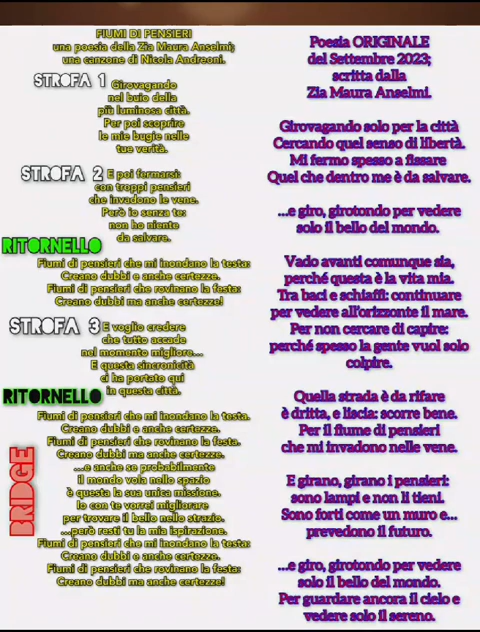 FIUMI DI PENSIERI
una poesia della Zia Maura Anselmi;
una canzone di Nicola Andreoni.
STROFA 1
Girovagando
nel buio della
più luminosa città.
Per poi scoprire
le mie bugie nelle
tue verità.
STROFA 2
E poi fermarsi:
con troppi pensieri
che invadono le vene.
Però io senza te:
non ho niente
da salvare.
RITORNELLO
Fiumi di pensieri che mi inondano la testa:
Creano dubbi e anche certezze.
Fiumi di pensieri che rovinano la festa:
Creano dubbi ma anche certezze!
STROFA 3
E voglio credere
che tutto accade
nel momento migliore...
E questa sincronicità
ci ha portato qui
in questa città.
RITORNELLO
Fiumi di pensieri che mi inondano la testa.
Creano dubbi e anche certezze.
Fiumi di pensieri che rovinano la festa.
Creano dubbi ma anche certezze.
BRIDGE
...e anche se probabilmente
il mondo vola nello spazio
è questa la sua unica missione.
Io con te vorrei migliorare
per trovare il bello nello strazio.
...però resti tu la mia ispirazione.
Fiumi di pensieri che mi inondano la testa:
Creano dubbi e anche certezze.
Fiumi di pensieri che rovinano la festa:
Creano dubbi ma anche certezze!
Poesia ORIGINALE
del Settembre 2023;
scritta dalla
Zia Maura Anselmi.
Girovagando solo per la città
Cercando quel senso di libertà.
Mi fermo spesso a fissare
Quel che dentro me è da salvare.
...e giro, girotondo per vedere
solo il bello del mondo.
Vado avanti comunque sia,
perché questa è la vita mia.
Tra baci e schiaffi: continuare
per vedere all'orizzonte il mare.
Per non cercare di capire:
perché spesso la gente vuol solo
colpire.
Quella strada è da rifare
è dritta, e liscia: scorre bene.
Per il fiume di pensieri
che mi invadono nelle vene.
E girano, girano i pensieri:
sono lampi e non li tieni.
Sono forti come un muro e...
prevedono il futuro.
...e giro, girotondo per vedere
solo il bello del mondo.
Per guardare ancora il cielo e
vedere solo il sereno.